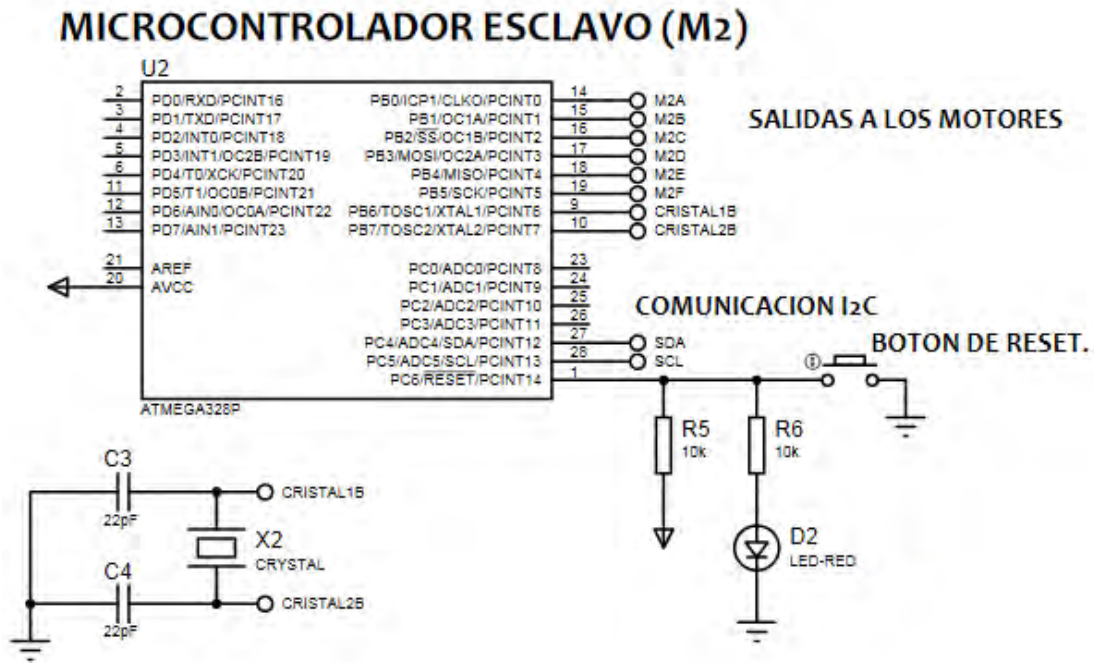 MICROCONTROLADOR ESCLAVO (M2)
U2
2 PD0/RXD/PCINT16 PB0/ICP1/CLKO/PCINT0 14 M2A
3 PD1/TXD/PCINT17 PB1/OC1A/PCINT1 15 M2B
4 PD2/INT0/PCINT18 PB2/SS/OC1B/PCINT2 16 M2C
5 PD3/INT1/OC2B/PCINT19 PB3/MOSI/OC2A/PCINT3 17 M2D
6 PD4/T0/XCK/PCINT20 PB4/MISO/PCINT4 18 M2E
11 PD5/T1/OC0B/PCINT21 PB5/SCK/PCINT5 19 M2F
12 PD6/AIN0/OC0A/PCINT22 PB6/TOSC1/XTAL1/PCINT6 9 CRISTAL1B
13 PD7/AIN1/PCINT23 PB7/TOSC2/XTAL2/PCINT7 10 CRISTAL2B
SALIDAS A LOS MOTORES
21 AREF PC0/ADC0/PCINT8 23
20 AVCC PC1/ADC1/PCINT9 24
PC2/ADC2/PCINT10 25
PC3/ADC3/PCINT11 26
PC4/ADC4/SDA/PCINT12 27 SDA
PC5/ADC5/SCL/PCINT13 28 SCL
PC6/RESET/PCINT14 1
ATMEGA328P
COMUNICACION I2C
BOTON DE RESET.
R5
10k
R6
10k
D2
LED-RED
C3
22pF
CRISTAL1B
X2
CRYSTAL
C4
22pF
CRISTAL2B